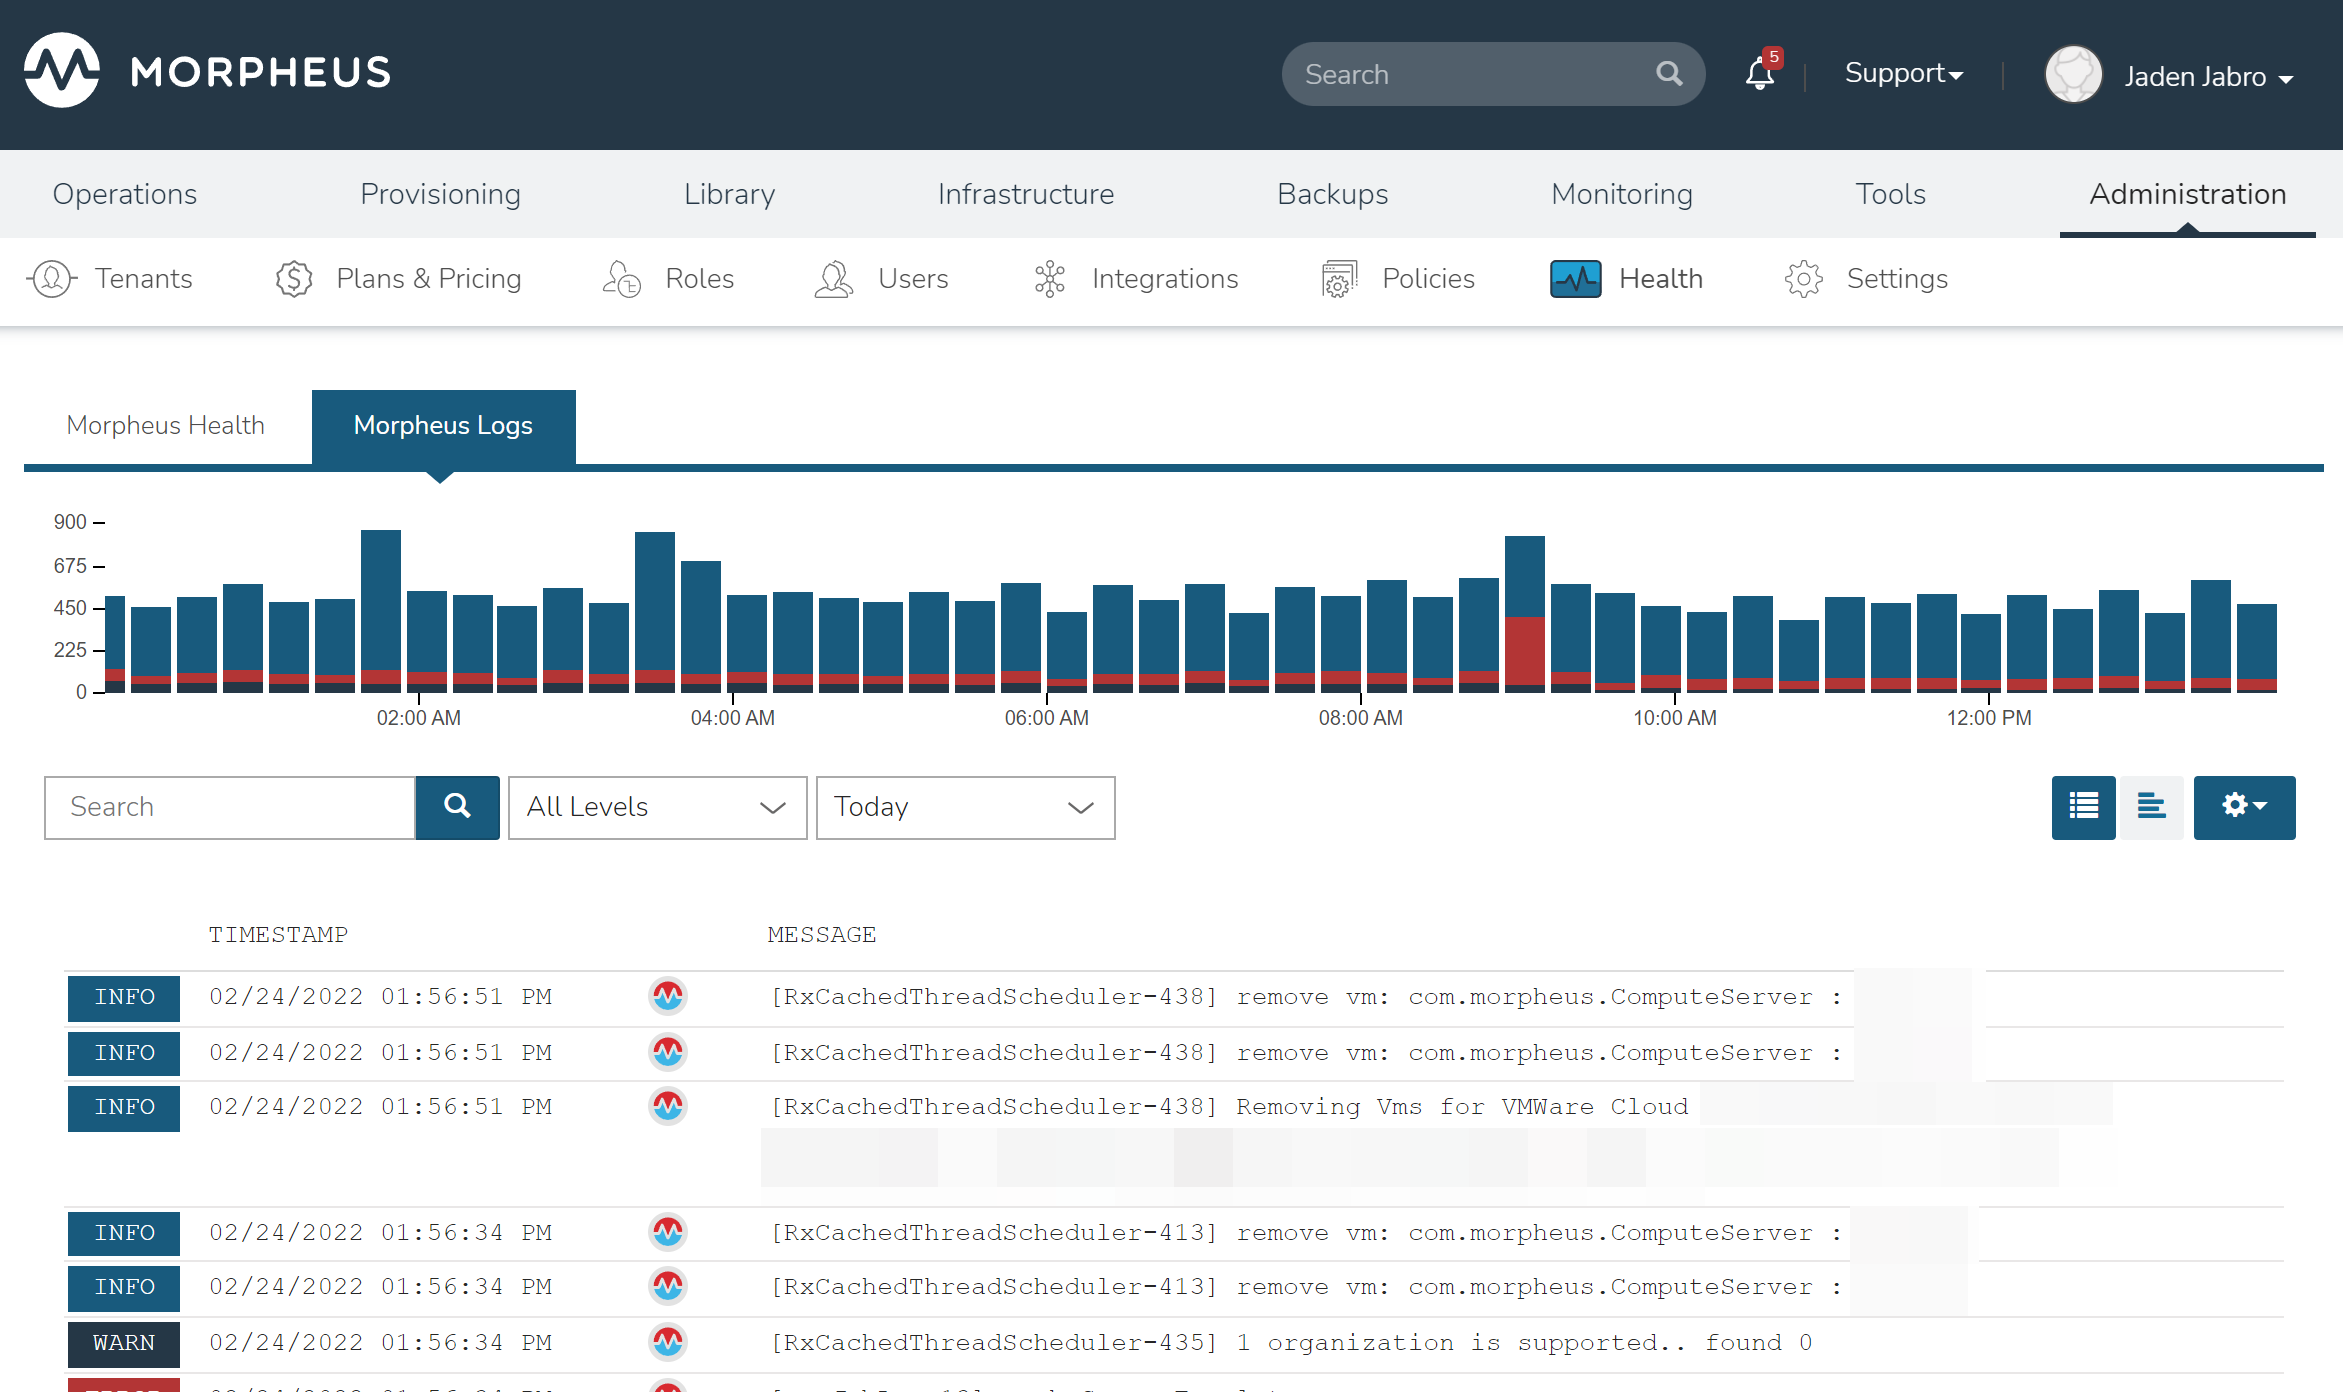 MORPHEUS
Search
5
Support
Jaden Jabro
Operations Provisioning Library Infrastructure Backups Monitoring Tools Administration
Tenants Plans & Pricing Roles Users Integrations Policies Health Settings
Morpheus Health Morpheus Logs
900
675
450
225
0
02:00 AM 04:00 AM 06:00 AM 08:00 AM 10:00 AM 12:00 PM
Search All Levels Today
TIMESTAMP MESSAGE
INFO 02/24/2022 01:56:51 PM [RxCachedThreadScheduler-438] remove vm: com.morpheus.ComputeServer :
INFO 02/24/2022 01:56:51 PM [RxCachedThreadScheduler-438] remove vm: com.morpheus.ComputeServer :
INFO 02/24/2022 01:56:51 PM [RxCachedThreadScheduler-438] Removing Vms for VMWare Cloud
INFO 02/24/2022 01:56:34 PM [RxCachedThreadScheduler-413] remove vm: com.morpheus.ComputeServer :
INFO 02/24/2022 01:56:34 PM [RxCachedThreadScheduler-413] remove vm: com.morpheus.ComputeServer :
WARN 02/24/2022 01:56:34 PM [RxCachedThreadScheduler-435] 1 organization is supported.. found 0